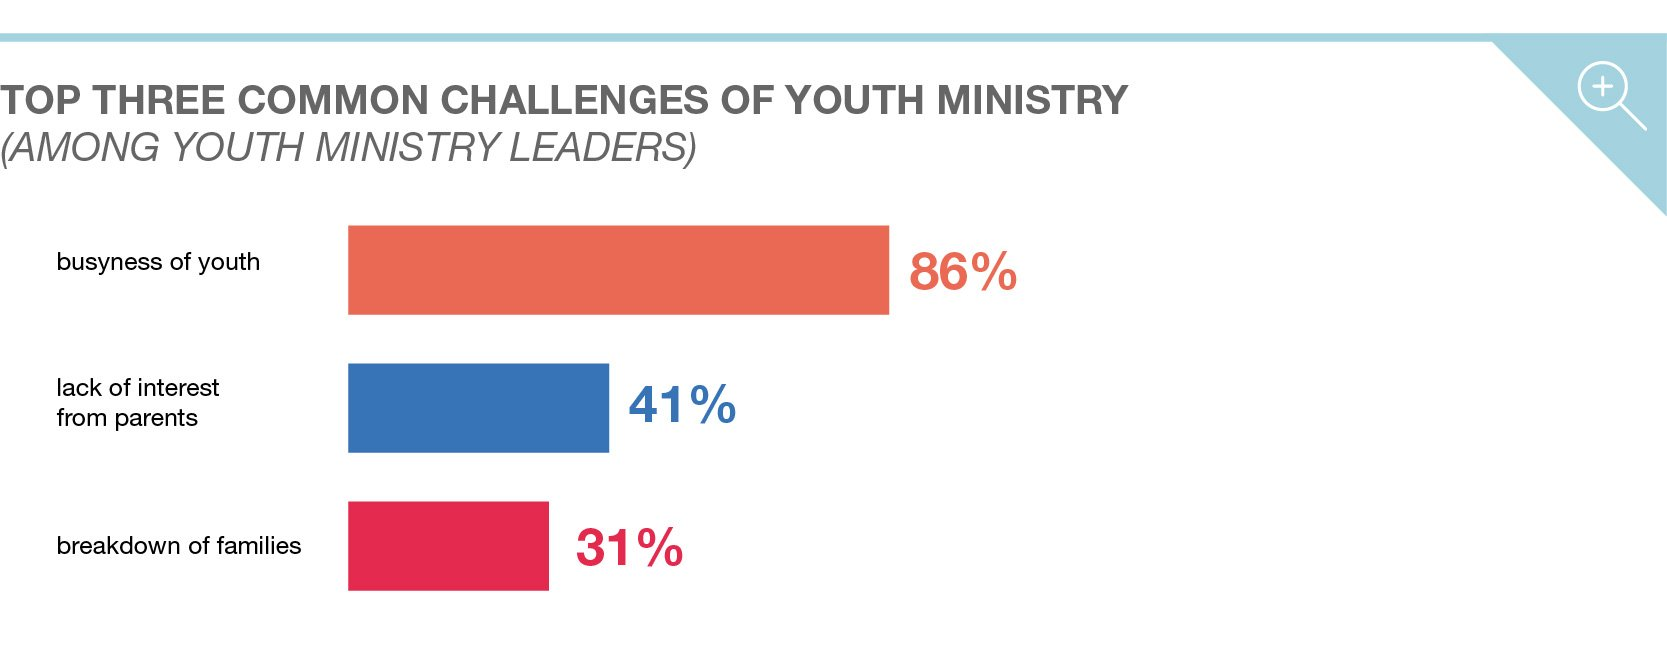 TOP THREE COMMON CHALLENGES OF YOUTH MINISTRY
(AMONG YOUTH MINISTRY LEADERS)
busyness of youth
86%
lack of interest
from parents
41%
breakdown of families
31%